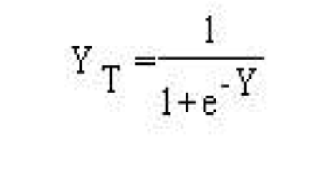 Y_T = 1 / (1+e^-Y)